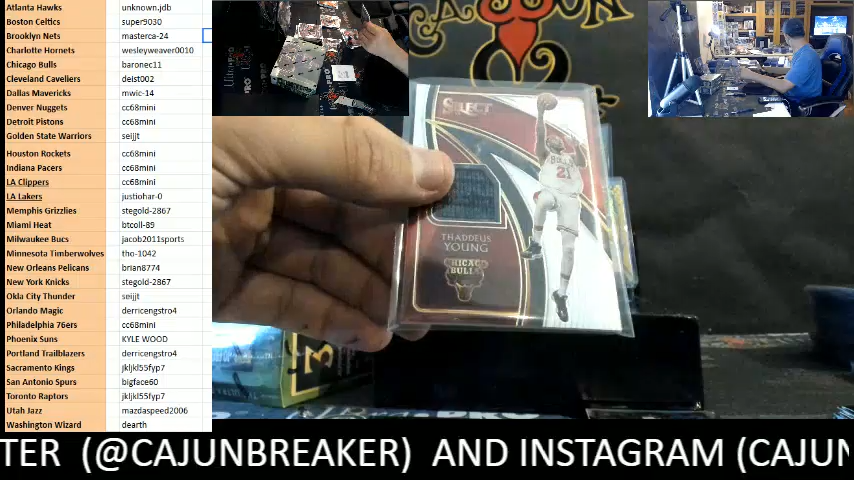 Atlanta Hawks unknown.jdb
Boston Celtics super9030
Brooklyn Nets masterca-24
Charlotte Hornets wesleyweaver0010
Chicago Bulls baronec11
Cleveland Caveliers deist002
Dallas Mavericks mwic-14
Denver Nuggets cc68mini
Detroit Pistons cc68mini
Golden State Warriors seijjt
Houston Rockets cc68mini
Indiana Pacers cc68mini
LA Clippers cc68mini
LA Lakers justiohar-0
Memphis Grizzlies stegold-2867
Miami Heat btcoll-89
Milwaukee Bucs jacob2011sports
Minnesota Timberwolves tho-1042
New Orleans Pelicans brian8774
New York Knicks stegold-2867
Okla City Thunder seijjt
Orlando Magic derricengstro4
Philadelphia 76ers cc68mini
Phoenix Suns KYLE WOOD
Portland Trailblazers derricengstro4
Sacramento Kings jkljkl55fyp7
San Antonio Spurs bigface60
Toronto Raptors jkljkl55fyp7
Utah Jazz mazdaspeed2006
Washington Wizard dearth
SELECT
BULLS
21
THADDEUS
YOUNG
CHICAGO
BULLS
TER (@CAJUNBREAKER) AND INSTAGRAM (CAJUN